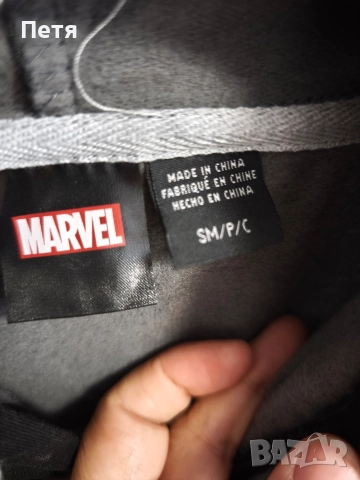 Петя
MARVEL
MADE IN CHINA
FABRIQUÉ EN CHINE
HECHO EN CHINA
SM/P/C
BAZAR